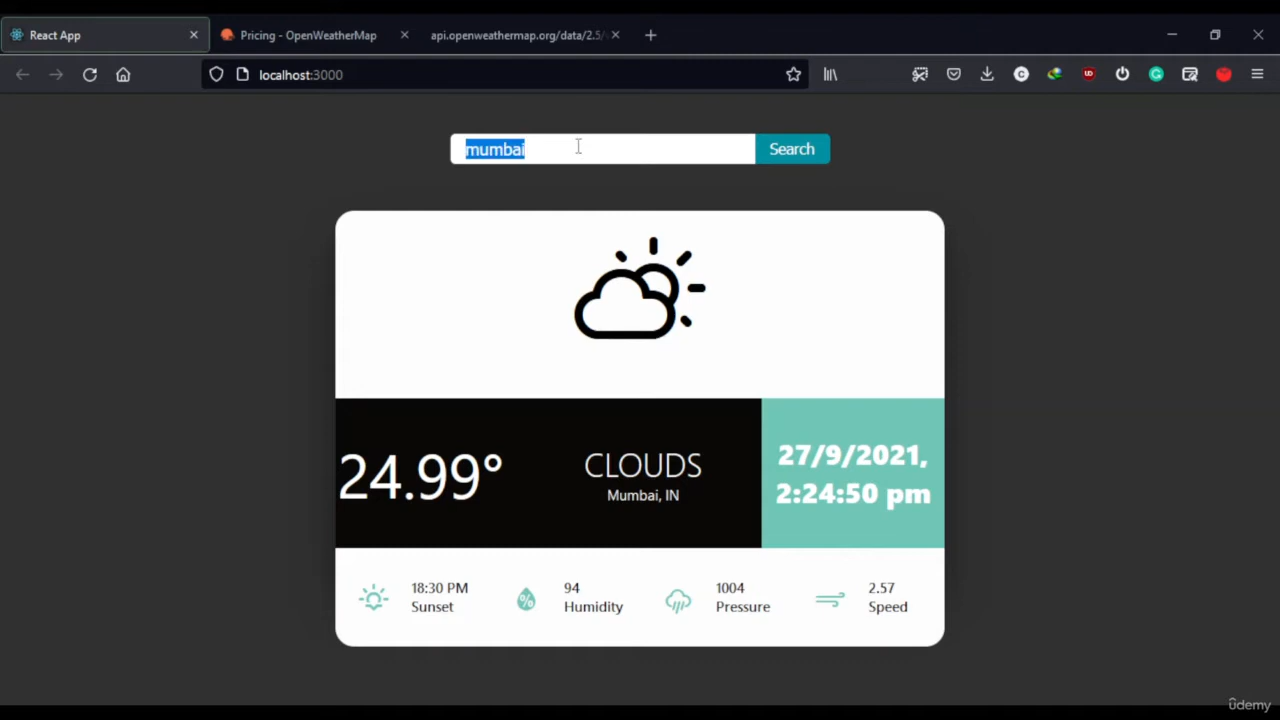 React App
Pricing - OpenWeatherMap
api.openweathermap.org/data/2.5/
localhost:3000
mumbai
Search
24.99°
CLOUDS
Mumbai, IN
27/9/2021,
2:24:50 pm
18:30 PM
Sunset
94
Humidity
1004
Pressure
2.57
Speed
ûdemy